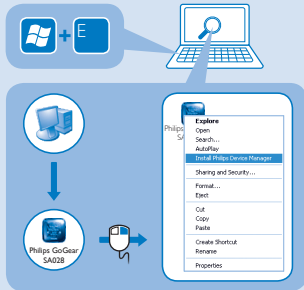 +
E
Philips
SA
Explore
Open
Search...
AutoPlay
Install Philips Device Manager
Sharing and Security...
Format...
Eject
Cut
Copy
Paste
Create Shortcut
Rename
Properties
Philips GoGear
SA028